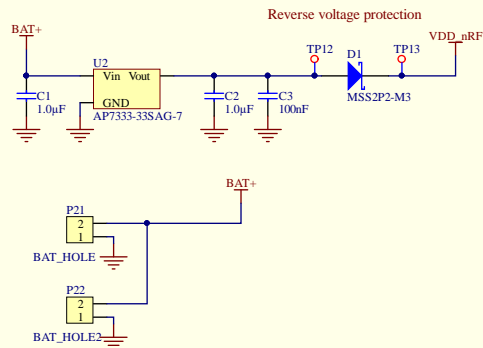 Reverse voltage protection
BAT+
VDD_nRF
U2
TP12
D1
TP13
Vin Vout
C1
1.0µF
GND
C2
1.0µF
C3
100nF
MSS2P2-M3
AP7333-33SAG-7
BAT+
P21
2
1
BAT_HOLE
P22
2
1
BAT_HOLE2